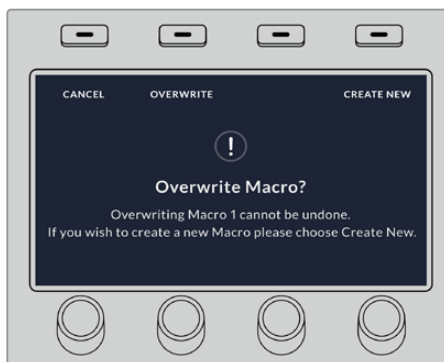 CANCEL OVERWRITE CREATE NEW
!
Overwrite Macro?
Overwriting Macro 1 cannot be undone.
If you wish to create a new Macro please choose Create New.